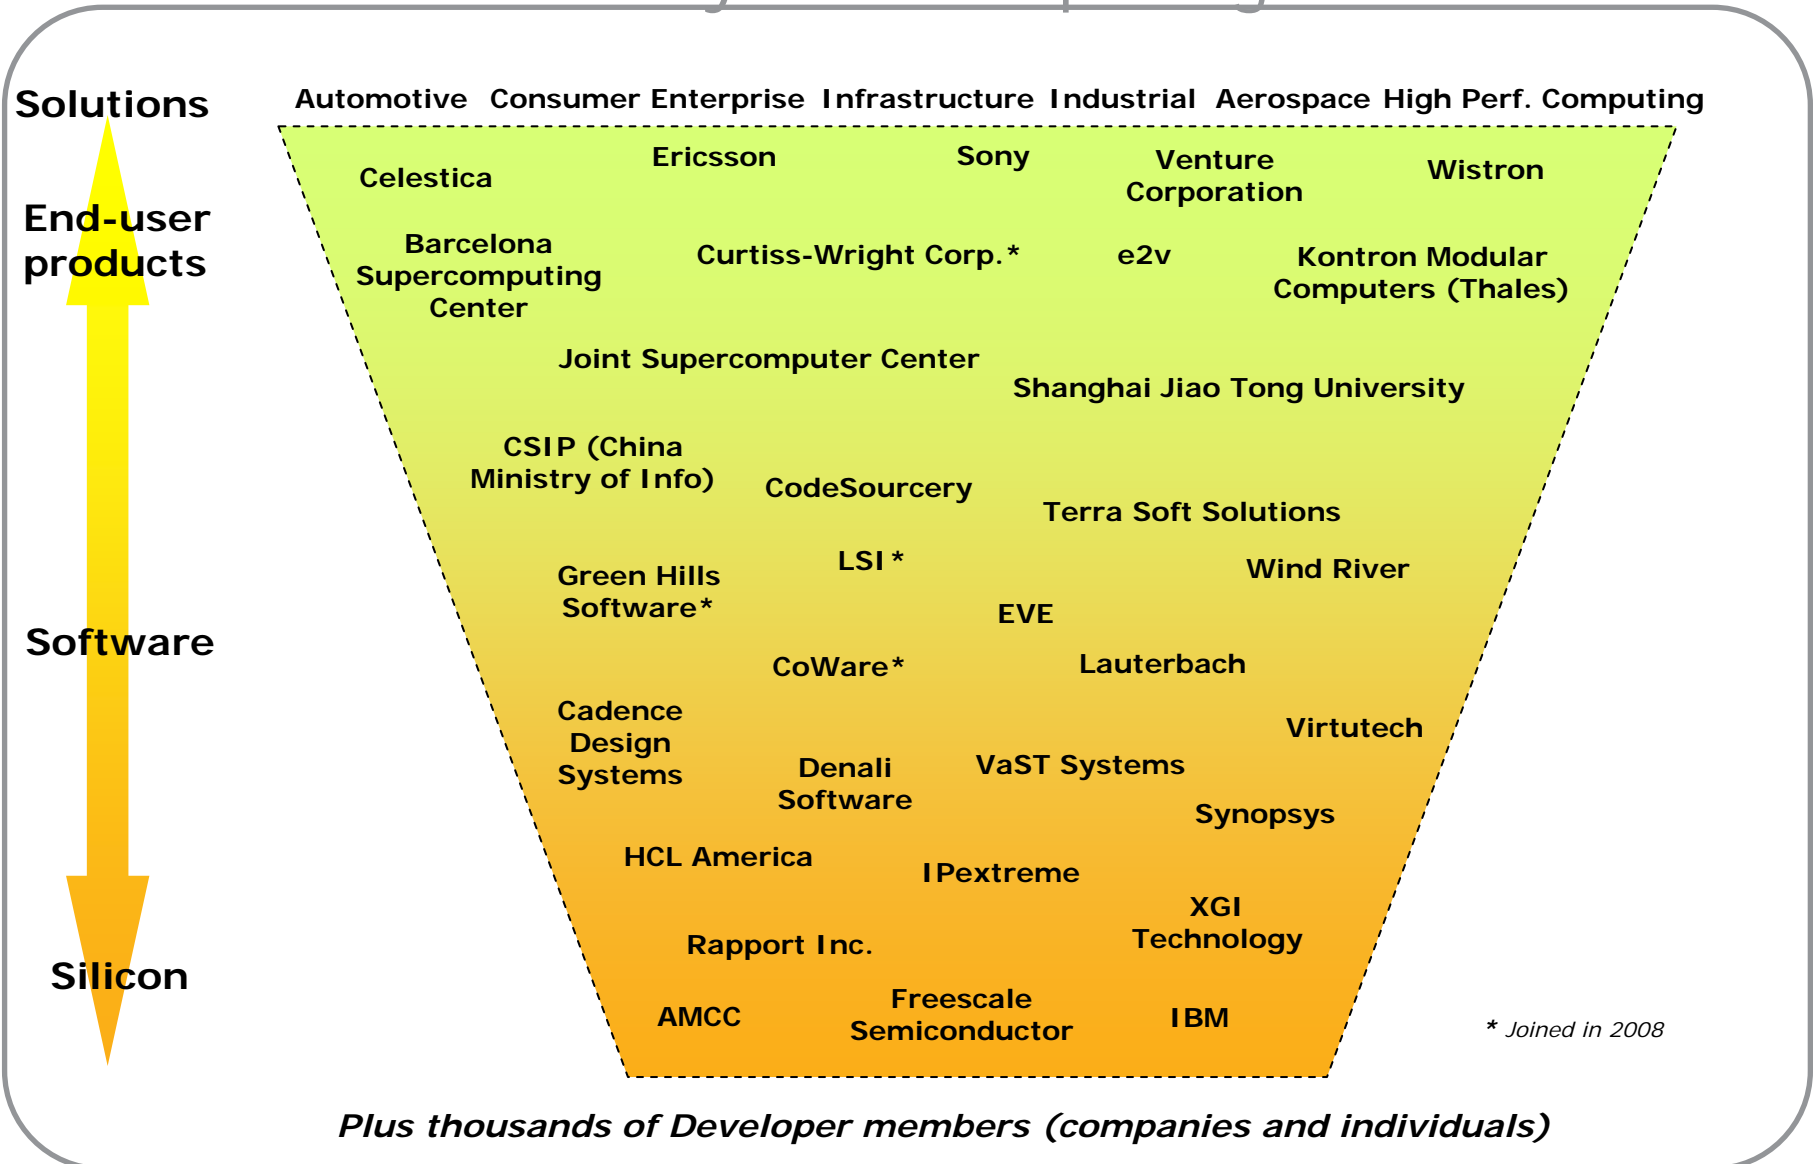 Solutions
Automotive Consumer Enterprise Infrastructure Industrial Aerospace High Perf. Computing
Celestica
Ericsson
Sony
Venture
Corporation
Wistron
End-user
products
Barcelona
Supercomputing
Center
Curtiss-Wright Corp.*
e2v
Kontron Modular
Computers (Thales)
Joint Supercomputer Center
Shanghai Jiao Tong University
CSIP (China
Ministry of Info)
CodeSourcery
Terra Soft Solutions
Green Hills
Software*
LSI*
Wind River
EVE
Software
CoWare*
Lauterbach
Cadence
Design
Systems
Virtutech
Denali
Software
VaST Systems
Synopsys
HCL America
IPextreme
XGI
Technology
Rapport Inc.
Silicon
AMCC
Freescale
Semiconductor
IBM
* Joined in 2008
Plus thousands of Developer members (companies and individuals)